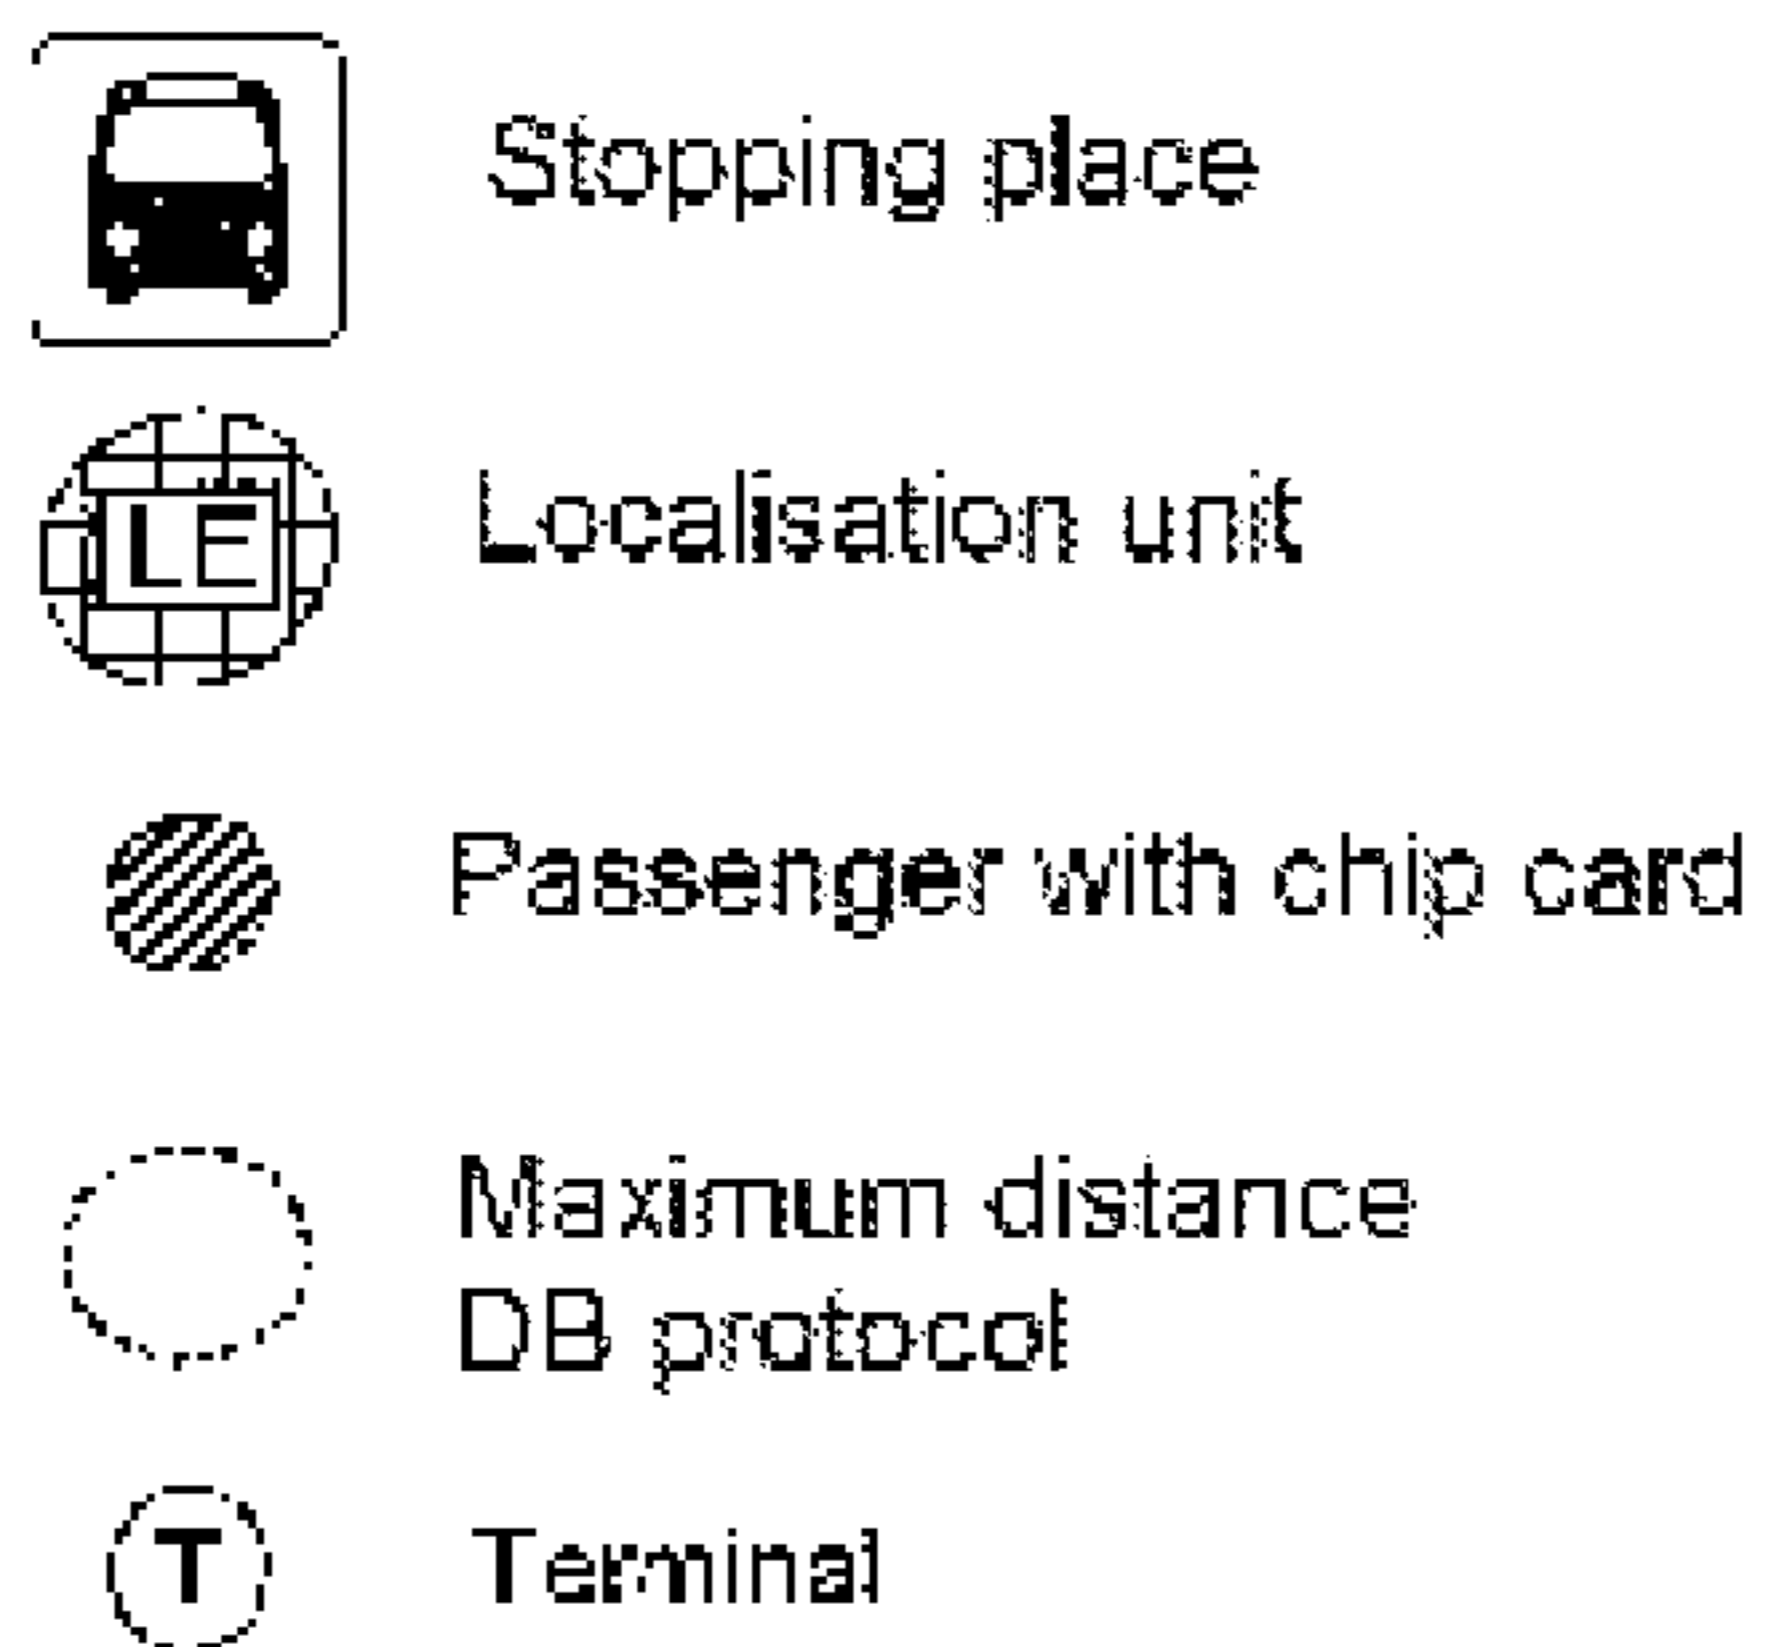 Stopping place
LE Localisation unit
Passenger with chip card
Maximum distance
DB protocol
T Terminal